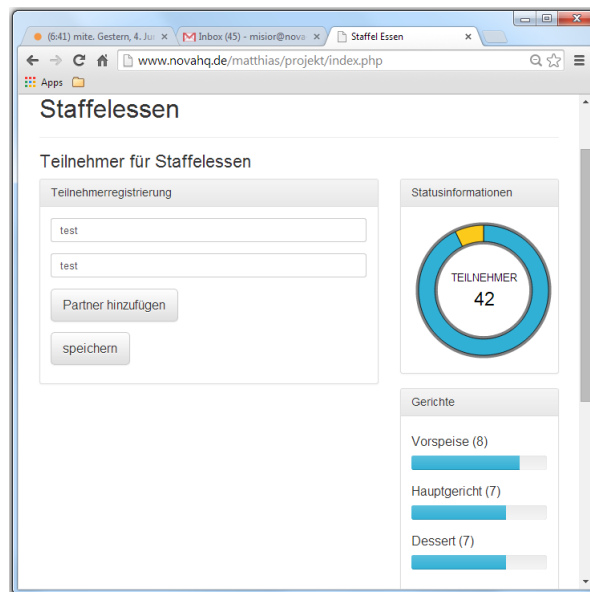 (6:41) mite. Gestern, 4. Jur
Inbox (45) - misior@nova
Staffel Essen
www.novahq.de/matthias/projekt/index.php
Apps
Staffelessen
Teilnehmer für Staffelessen
Teilnehmerregistrierung
test
test
Partner hinzufügen
speichern
Statusinformationen
TEILNEHMER
42
Gerichte
Vorspeise (8)
Hauptgericht (7)
Dessert (7)